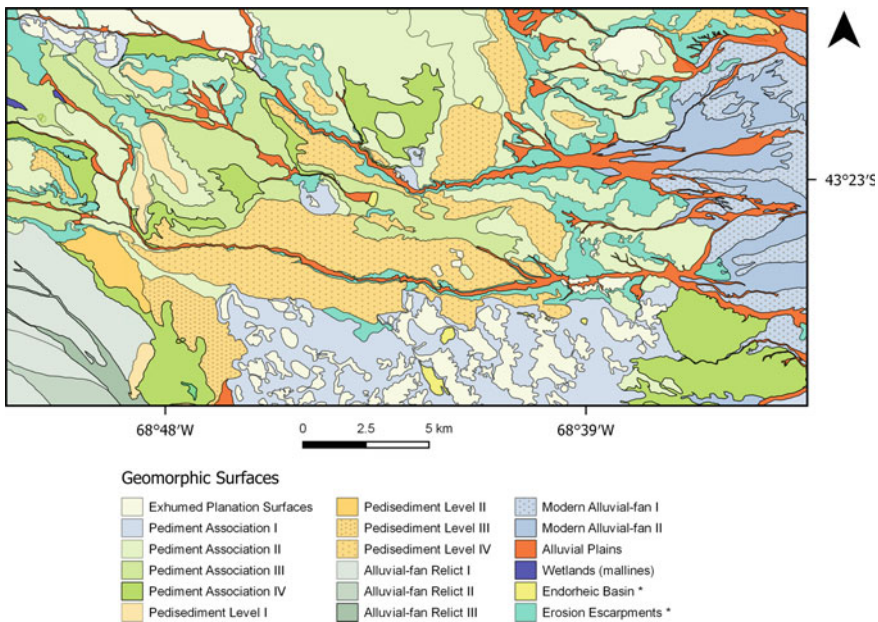 43°23'S
68°48'W
68°39'W
0 2.5 5 km
Geomorphic Surfaces
Exhumed Planation Surfaces
Pediment Association I
Pediment Association II
Pediment Association III
Pediment Association IV
Pedisediment Level I
Pedisediment Level II
Pedisediment Level III
Pedisediment Level IV
Alluvial-fan Relict I
Alluvial-fan Relict II
Alluvial-fan Relict III
Modern Alluvial-fan I
Modern Alluvial-fan II
Alluvial Plains
Wetlands (mallines)
Endorheic Basin *
Erosion Escarpments *